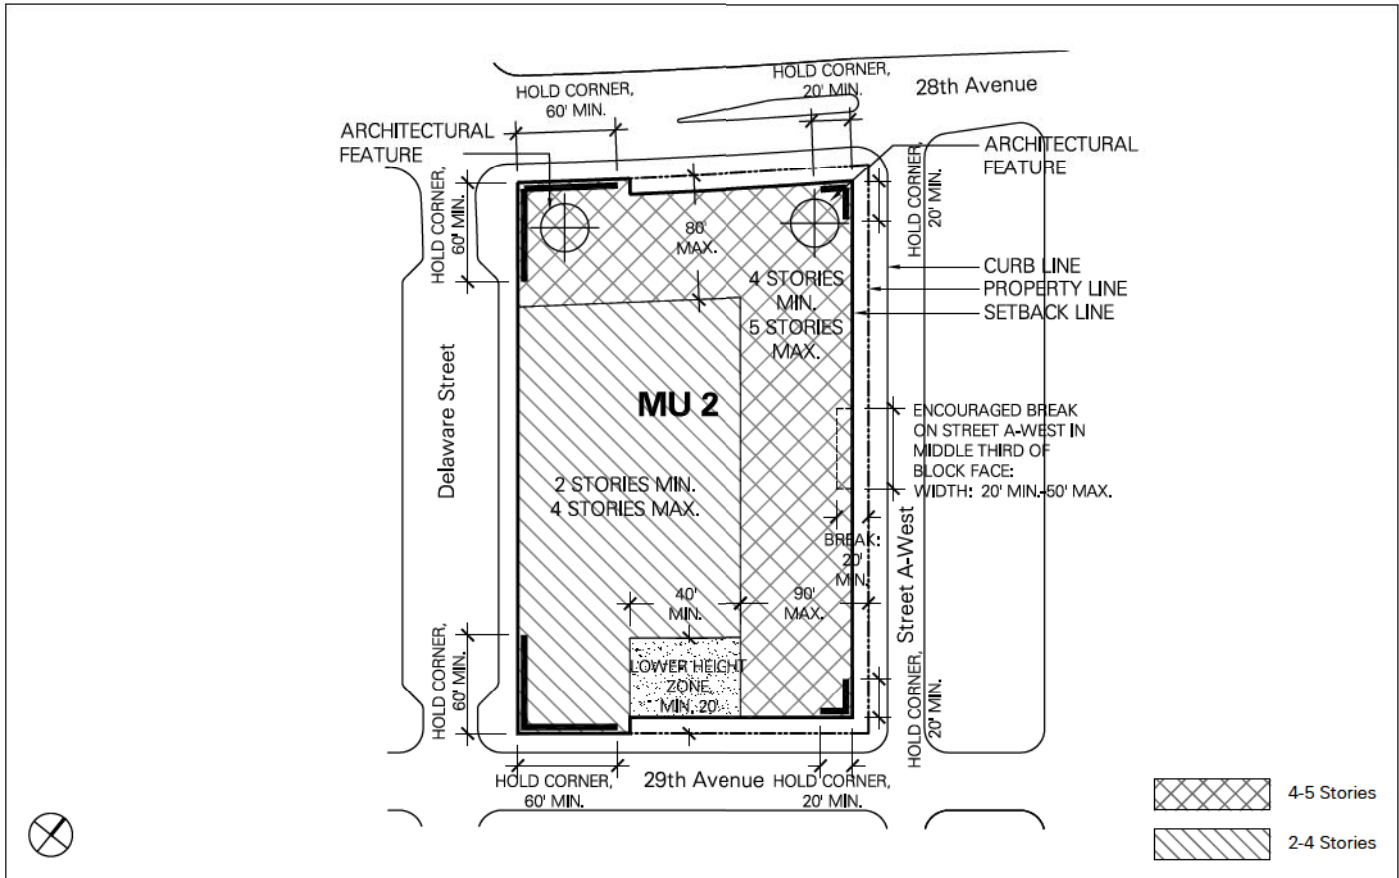 HOLD CORNER,
60' MIN.
HOLD CORNER,
20' MIN.
28th Avenue
ARCHITECTURAL
FEATURE
ARCHITECTURAL
FEATURE
HOLD CORNER,
60' MIN.
HOLD CORNER,
20' MIN.
80'
MAX.
4 STORIES
MIN.
5 STORIES
MAX.
CURB LINE
PROPERTY LINE
SETBACK LINE
Delaware Street
MU 2
ENCOURAGED BREAK
ON STREET A-WEST IN
MIDDLE THIRD OF
BLOCK FACE:
WIDTH: 20' MIN.-50' MAX.
2 STORIES MIN.
4 STORIES MAX.
BREAK:
20'
MIN.
Street A-West
40'
MIN.
90'
MAX.
LOWER HEIGHT
ZONE,
MIN. 20'
HOLD CORNER,
60' MIN.
HOLD CORNER,
20' MIN.
HOLD CORNER,
60' MIN.
29th Avenue
HOLD CORNER,
20' MIN.
4-5 Stories
2-4 Stories